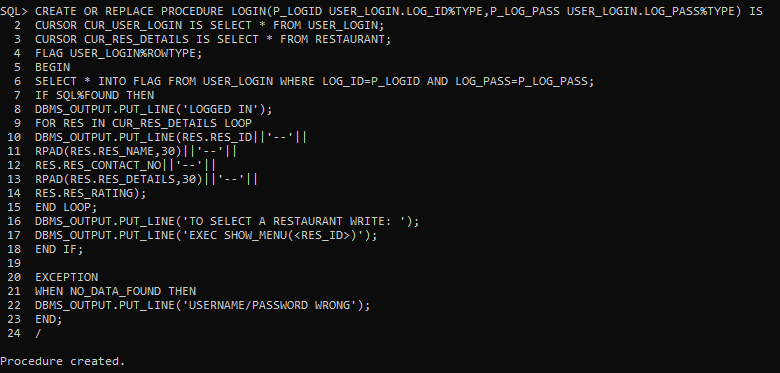 SQL> CREATE OR REPLACE PROCEDURE LOGIN(P_LOGID USER_LOGIN.LOG_ID%TYPE,P_LOG_PASS USER_LOGIN.LOG_PASS%TYPE) IS
  2  CURSOR CUR_USER_LOGIN IS SELECT * FROM USER_LOGIN;
  3  CURSOR CUR_RES_DETAILS IS SELECT * FROM RESTAURANT;
  4  FLAG USER_LOGIN%ROWTYPE;
  5  BEGIN
  6  SELECT * INTO FLAG FROM USER_LOGIN WHERE LOG_ID=P_LOGID AND LOG_PASS=P_LOG_PASS;
  7  IF SQL%FOUND THEN
  8  DBMS_OUTPUT.PUT_LINE('LOGGED IN');
  9  FOR RES IN CUR_RES_DETAILS LOOP
 10  DBMS_OUTPUT.PUT_LINE(RES.RES_ID||'--'||
 11  RPAD(RES.RES_NAME,30)||'--'||
 12  RES.RES_CONTACT_NO||'--'||
 13  RPAD(RES.RES_DETAILS,30)||'--'||
 14  RES.RES_RATING);
 15  END LOOP;
 16  DBMS_OUTPUT.PUT_LINE('TO SELECT A RESTAURANT WRITE: ');
 17  DBMS_OUTPUT.PUT_LINE('EXEC SHOW_MENU(<RES_ID>)');
 18  END IF;
 19
 20  EXCEPTION
 21  WHEN NO_DATA_FOUND THEN
 22  DBMS_OUTPUT.PUT_LINE('USERNAME/PASSWORD WRONG');
 23  END;
 24  /
Procedure created.